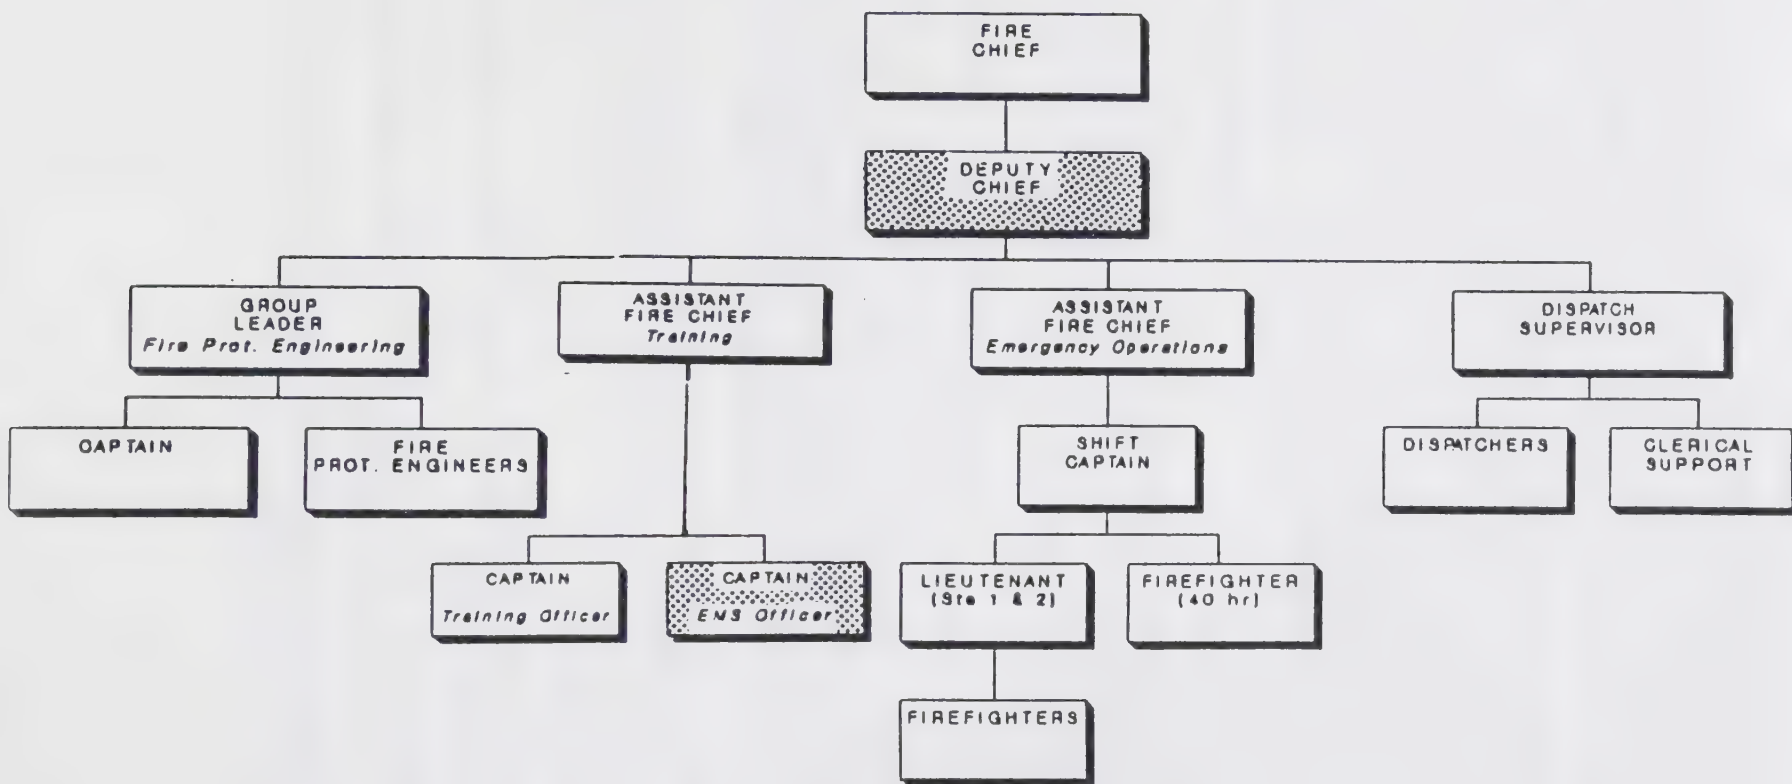 FIRE
CHIEF
DEPUTY
CHIEF
GROUP
LEADER
Fire Prot. Engineering
ASSISTANT
FIRE CHIEF
Training
ASSISTANT
FIRE CHIEF
Emergency Operations
DISPATCH
SUPERVISOR
CAPTAIN
FIRE
PROT. ENGINEERS
SHIFT
CAPTAIN
DISPATCHERS
CLERICAL
SUPPORT
CAPTAIN
Training Officer
CAPTAIN
EMS Officer
LIEUTENANT
(Sta 1 & 2)
FIREFIGHTER
(40 hr)
FIREFIGHTERS